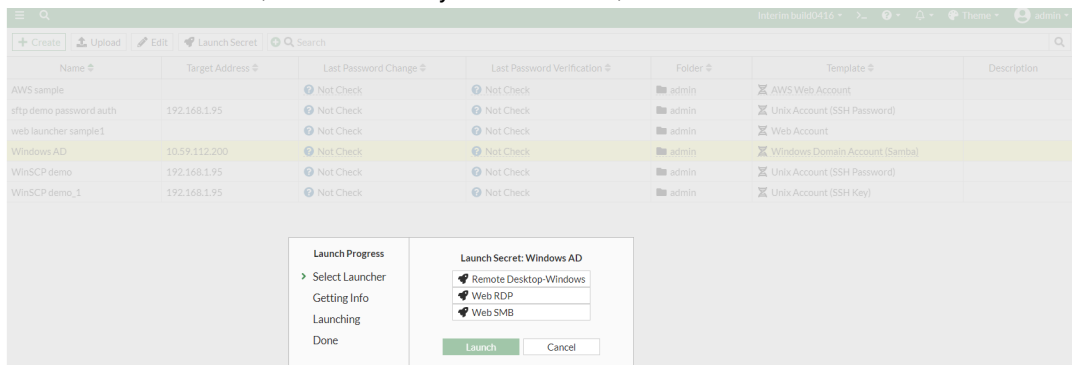 Interim build0416 >_ Theme admin
+ Create Upload Edit Launch Secret Search
Name Target Address Last Password Change Last Password Verification Folder Template Description
AWS sample Not Check Not Check admin AWS Web Account
sftp demo password auth 192.168.1.95 Not Check Not Check admin Unix Account (SSH Password)
web launcher sample1 Not Check Not Check admin Web Account
Windows AD 10.59.112.200 Not Check Not Check admin Windows Domain Account (Samba)
WinSCP demo 192.168.1.95 Not Check Not Check admin Unix Account (SSH Password)
WinSCP demo_1 192.168.1.95 Not Check Not Check admin Unix Account (SSH Key)
Launch Progress
> Select Launcher
Getting Info
Launching
Done
Launch Secret: Windows AD
Remote Desktop-Windows
Web RDP
Web SMB
Launch Cancel